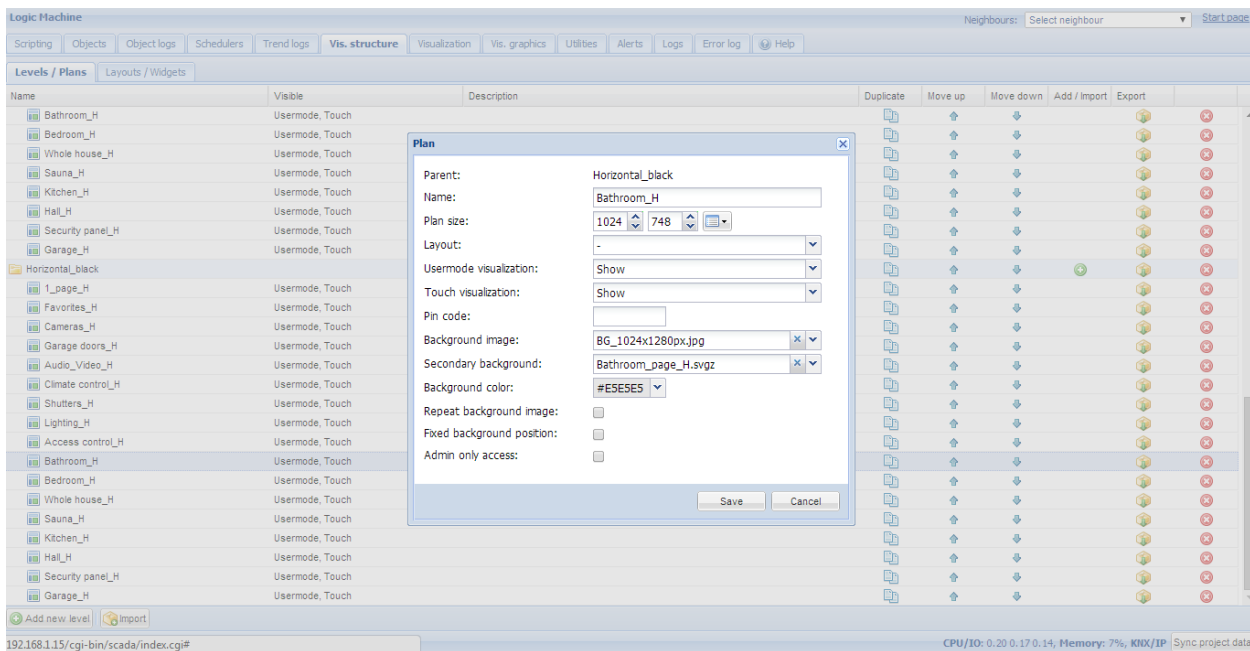 Logic Machine Neighbours: Select neighbour Start page
Scripting Objects Object logs Schedulers Trend logs Vis. structure Visualization Vis. graphics Utilities Alerts Logs Error log Help
Levels / Plans Layouts / Widgets
Name Visible Description Duplicate Move up Move down Add / Import Export
Bathroom_H Usermode, Touch
Bedroom_H Usermode, Touch
Whole house_H Usermode, Touch
Sauna_H Usermode, Touch
Kitchen_H Usermode, Touch
Hall_H Usermode, Touch
Security panel_H Usermode, Touch
Garage_H Usermode, Touch
Horizontal_black
1_page_H Usermode, Touch
Favorites_H Usermode, Touch
Cameras_H Usermode, Touch
Garage doors_H Usermode, Touch
Audio_Video_H Usermode, Touch
Climate control_H Usermode, Touch
Shutters_H Usermode, Touch
Lighting_H Usermode, Touch
Access control_H Usermode, Touch
Bathroom_H Usermode, Touch
Bedroom_H Usermode, Touch
Whole house_H Usermode, Touch
Sauna_H Usermode, Touch
Kitchen_H Usermode, Touch
Hall_H Usermode, Touch
Security panel_H Usermode, Touch
Garage_H Usermode, Touch
Plan
Parent: Horizontal_black
Name: Bathroom_H
Plan size: 1024 748
Layout: -
Usermode visualization: Show
Touch visualization: Show
Pin code:
Background image: BG_1024x1280px.jpg
Secondary background: Bathroom_page_H.svgz
Background color: #E5E5E5
Repeat background image:
Fixed background position:
Admin only access:
Save Cancel
Add new level Import
192.168.1.15/cgi-bin/scada/index.cgi# CPU/IO: 0.20 0.17 0.14, Memory: 7%, KNX/IP Sync project data